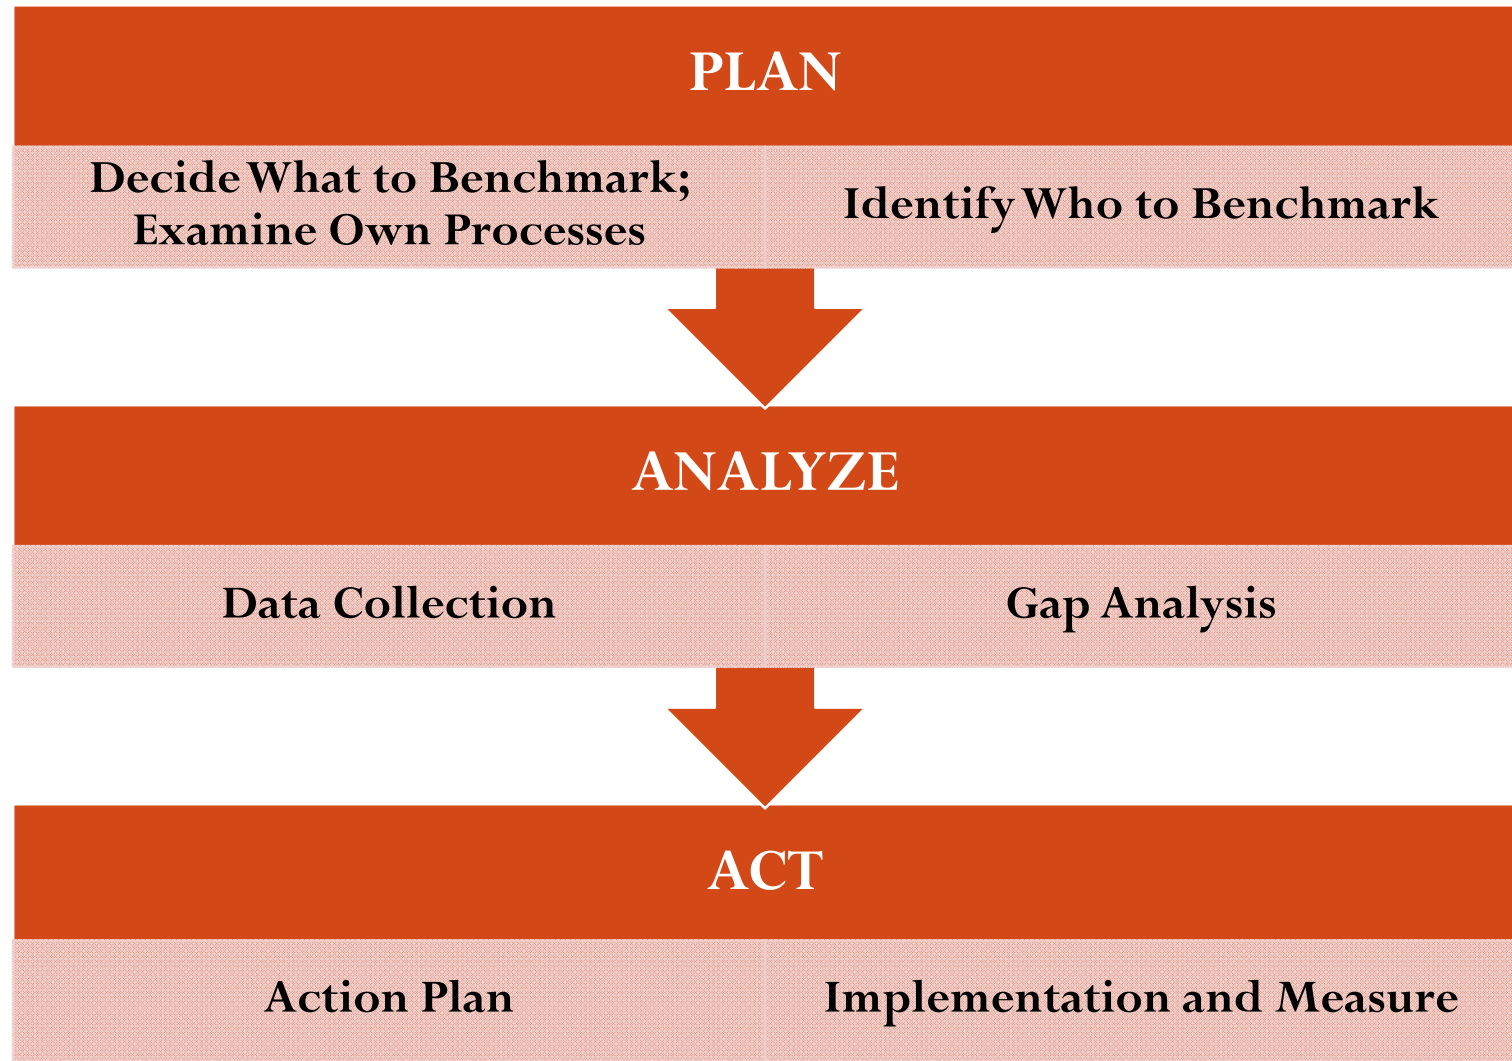 PLAN
Decide What to Benchmark;
Examine Own Processes
Identify Who to Benchmark
ANALYZE
Data Collection
Gap Analysis
ACT
Action Plan
Implementation and Measure